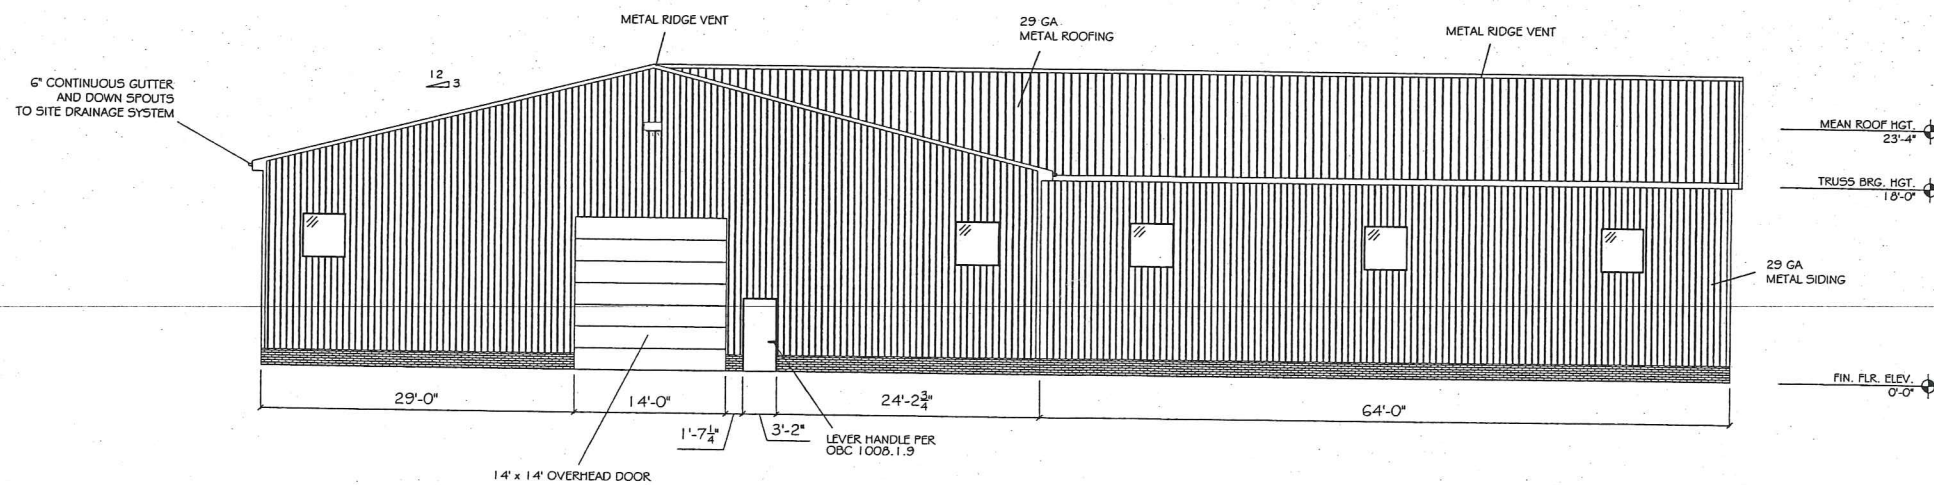 METAL RIDGE VENT
29 GA.
METAL ROOFING
METAL RIDGE VENT
6" CONTINUOUS GUTTER
AND DOWN SPOUTS
TO SITE DRAINAGE SYSTEM
12
3
MEAN ROOF HGT.
23'-4"
TRUSS BRG. HGT.
18'-0"
29 GA
METAL SIDING
FIN. FLR. ELEV.
0'-0"
29'-0"
14'-0"
24'-2 3/4"
64'-0"
1'-7 1/4"
3'-2"
LEVER HANDLE PER
OBC 1008.1.9
14' x 14' OVERHEAD DOOR